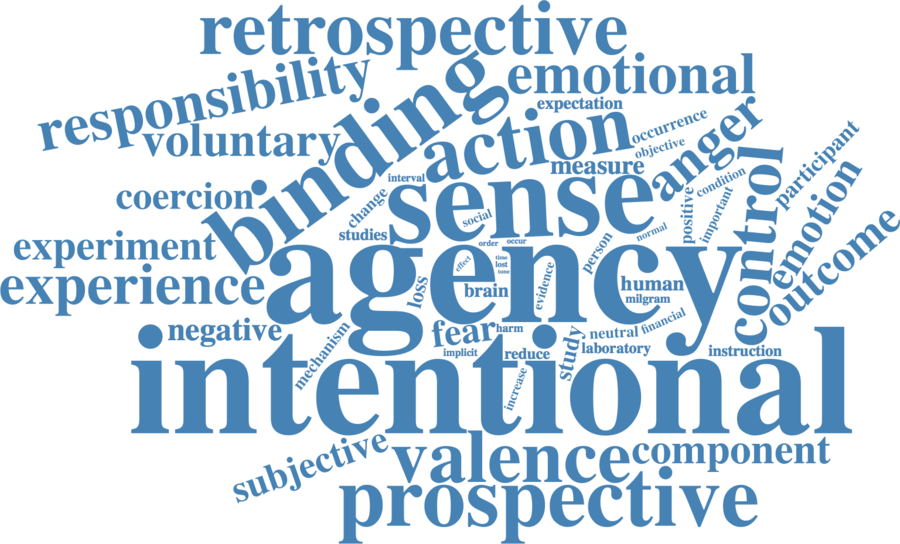 retrospective
responsibility
emotional
binding
expectation
voluntary
action
occurrence
objective
anger
measure
participant
interval
sense
condition
control
coercion
change
social
positive
important
emotion
studies
order
occur
person
normal
outcome
experiment
agency
time
effect
lost
tone
experience
loss
brain
evidence
human
milgram
negative
fear
harm
neutral
financial
mechanism
implicit
reduce
study
laboratory
instruction
intentional
increase
subjective
valence
component
prospective